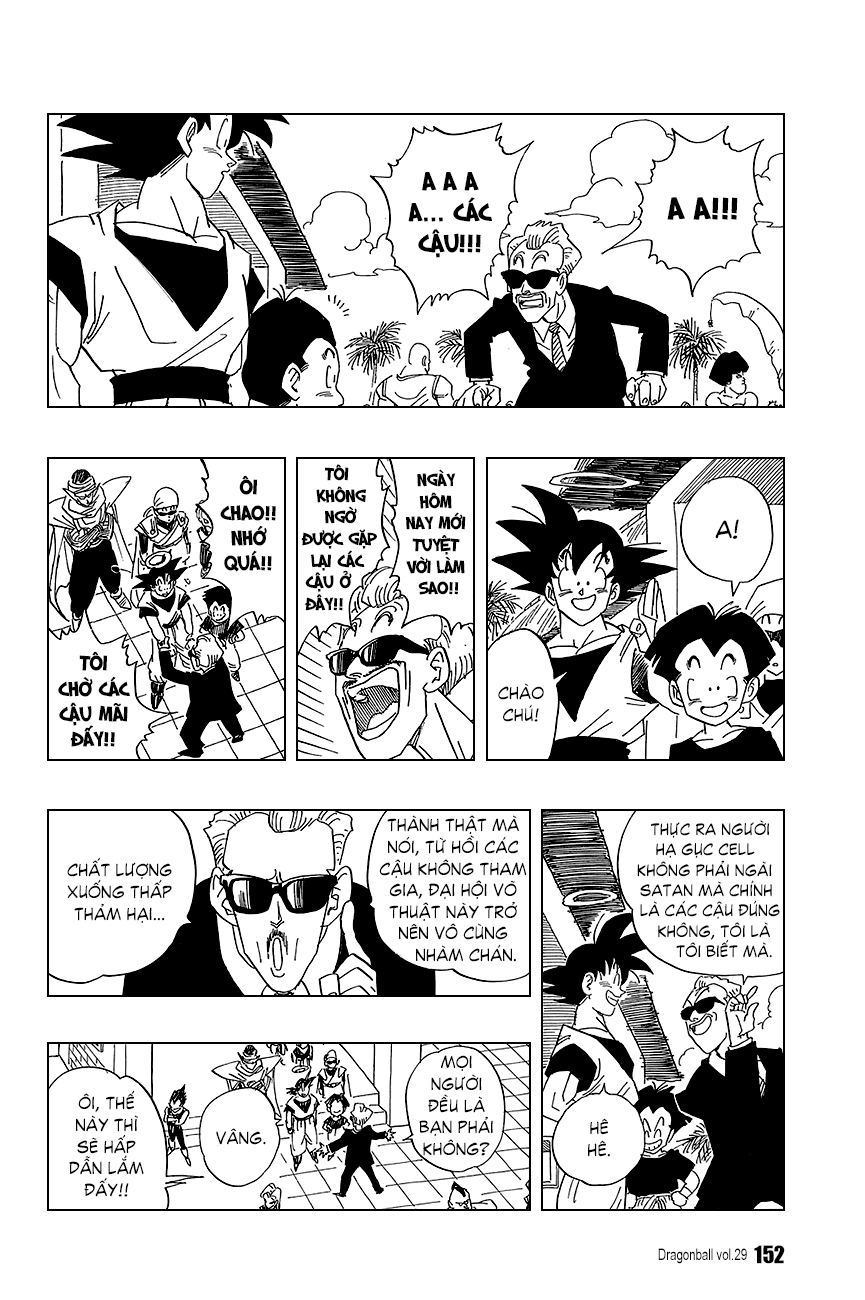 A A!!!
A A A
A... CÁC
CẬU!!!
A!
CHÀO
CHÚ!
NGÀY
HÔM
NAY MỚI
TUYỆT
VỜI LÀM
SAO!!
TÔI
KHÔNG
NGỜ
ĐƯỢC GẶP
LẠI CÁC
CẬU Ở
ĐÂY!!
ÔI
CHAO!!
NHỚ
QUÁ!!
TÔI
CHỜ CÁC
CẬU MÃI
ĐẤY!!
THỰC RA NGƯỜI
HẠ GỤC CELL
KHÔNG PHẢI NGÀI
SATAN MÀ CHÍNH
LÀ CÁC CẬU ĐÚNG
KHÔNG, TÔI LÀ
TÔI BIẾT MÀ.
HÊ
HÊ.
THÀNH THẬT MÀ
NÓI, TỪ HỒI CÁC
CẬU KHÔNG THAM
GIA, ĐẠI HỘI VÕ
THUẬT NÀY TRỞ
NÊN VÔ CÙNG
NHÀM CHÁN.
CHẤT LƯỢNG
XUỐNG THẤP
THẢM HẠI...
MỌI
NGƯỜI
ĐỀU LÀ
BẠN PHẢI
KHÔNG?
VÂNG.
ÔI, THẾ
NÀY THÌ
SẼ HẤP
DẪN LẮM
ĐẤY!!
Dragonball vol.29 152